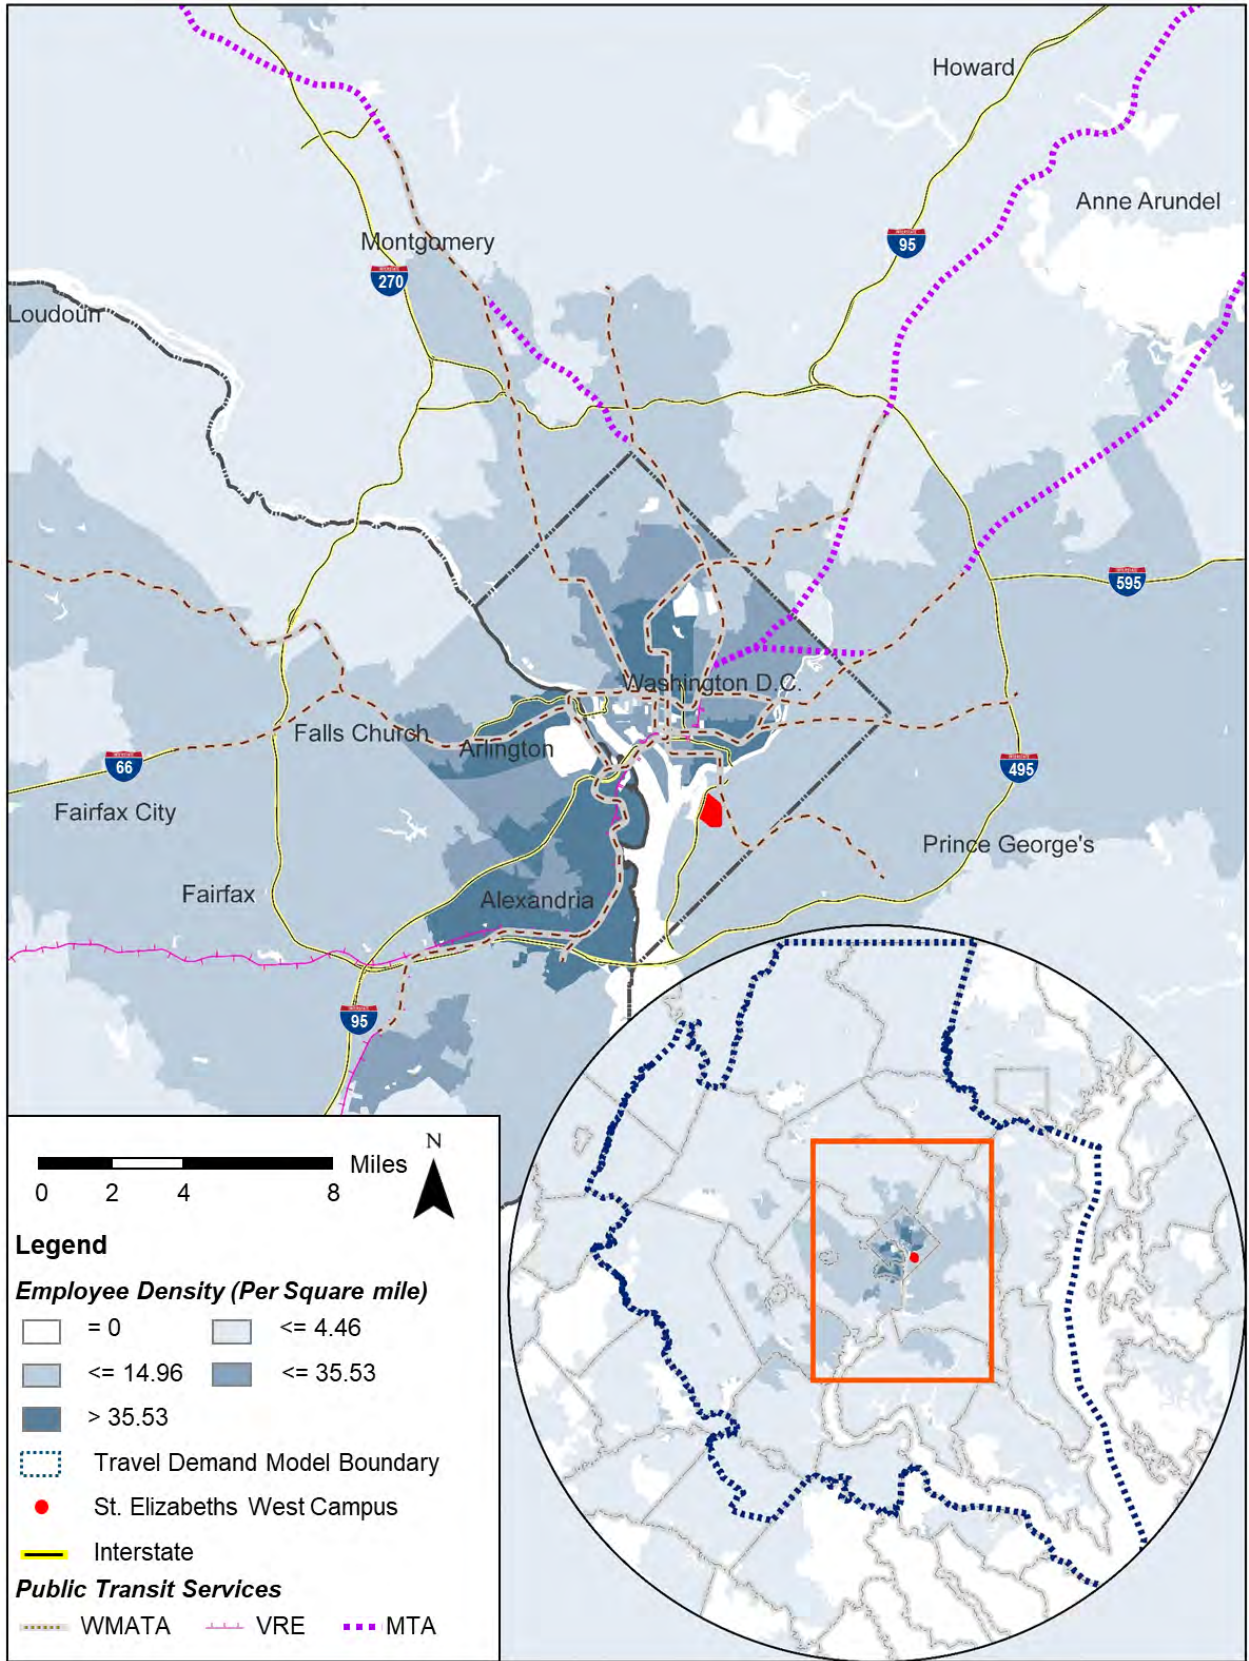 Howard
Anne Arundel
Montgomery
95
270
Loudoun
595
Washington D.C.
Falls Church
Arlington
66
495
Fairfax City
Prince George's
Fairfax
Alexandria
95
N
Miles
0 2 4 8
Legend
Employee Density (Per Square mile)
= 0 <= 4.46
<= 14.96 <= 35.53
> 35.53
Travel Demand Model Boundary
St. Elizabeths West Campus
Interstate
Public Transit Services
WMATA VRE MTA